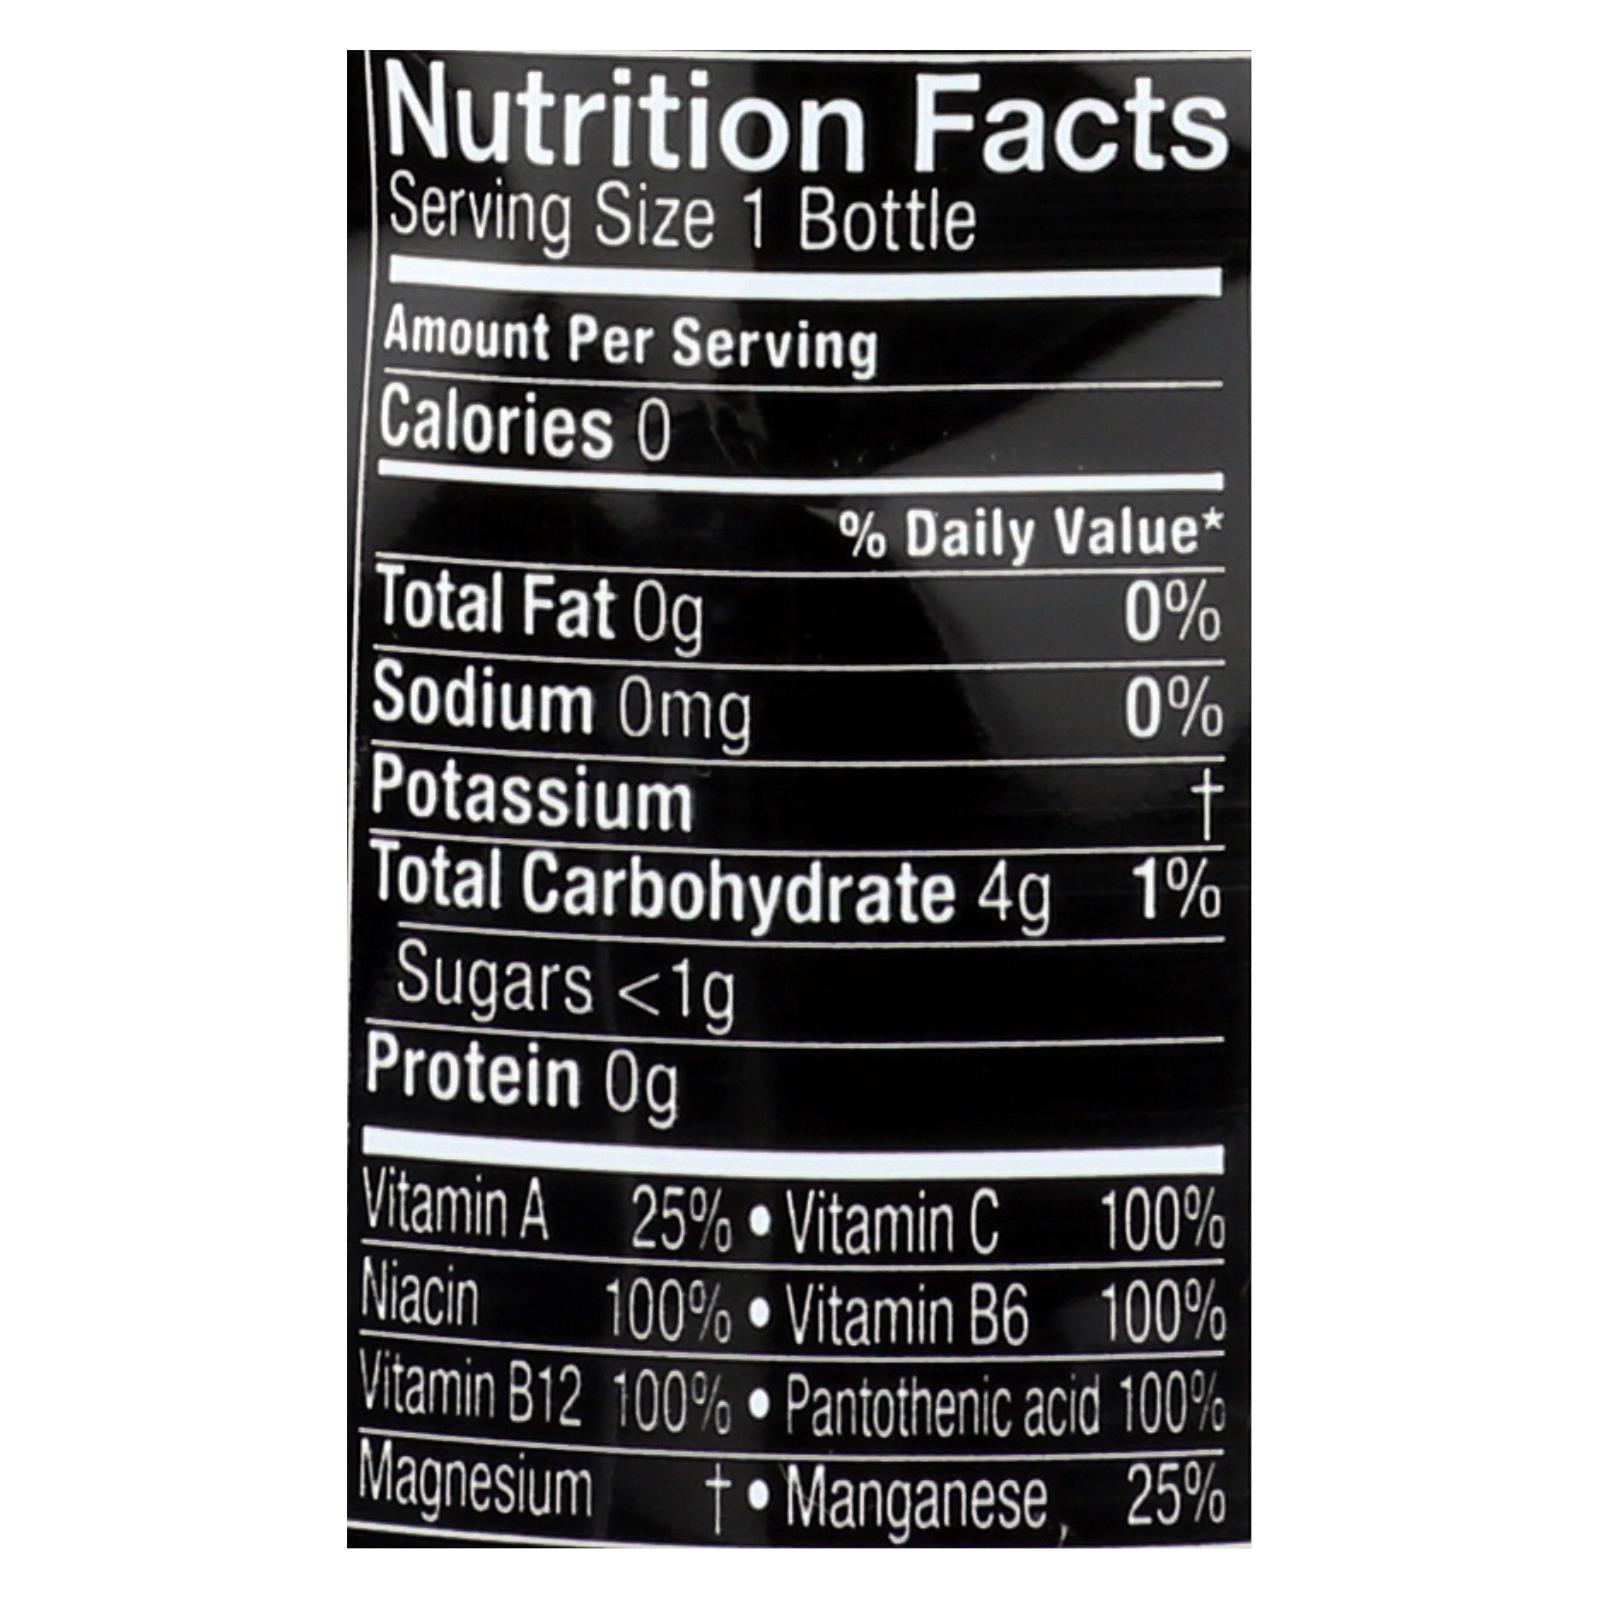 Nutrition Facts
Serving Size 1 Bottle
Amount Per Serving
Calories 0
% Daily Value*
Total Fat 0g 0%
Sodium 0mg 0%
Potassium †
Total Carbohydrate 4g 1%
Sugars <1g
Protein 0g
Vitamin A 25% • Vitamin C 100%
Niacin 100% • Vitamin B6 100%
Vitamin B12 100% • Pantothenic acid 100%
Magnesium † • Manganese 25%